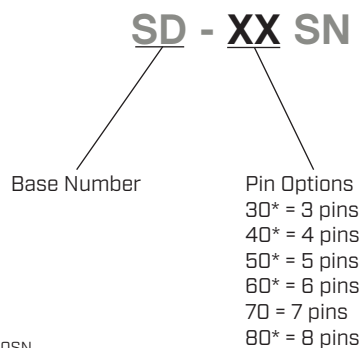 SD - XX SN
Base Number
Pin Options
30* = 3 pins
40* = 4 pins
50* = 5 pins
60* = 6 pins
70 = 7 pins
80* = 8 pins